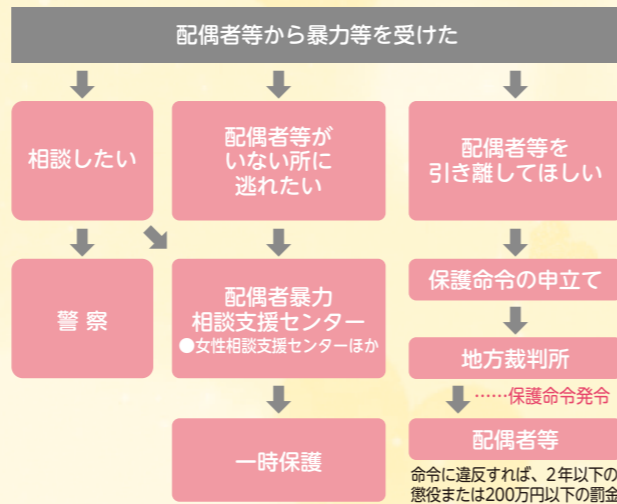 配偶者等から暴力等を受けた
相談したい
配偶者等が
いない所に
逃れたい
配偶者等を
引き離してほしい
警察
配偶者暴力
相談支援センター
●女性相談支援センターほか
一時保護
保護命令の申立て
地方裁判所
……保護命令発令
配偶者等
命令に違反すれば、2年以下の
懲役または200万円以下の罰金